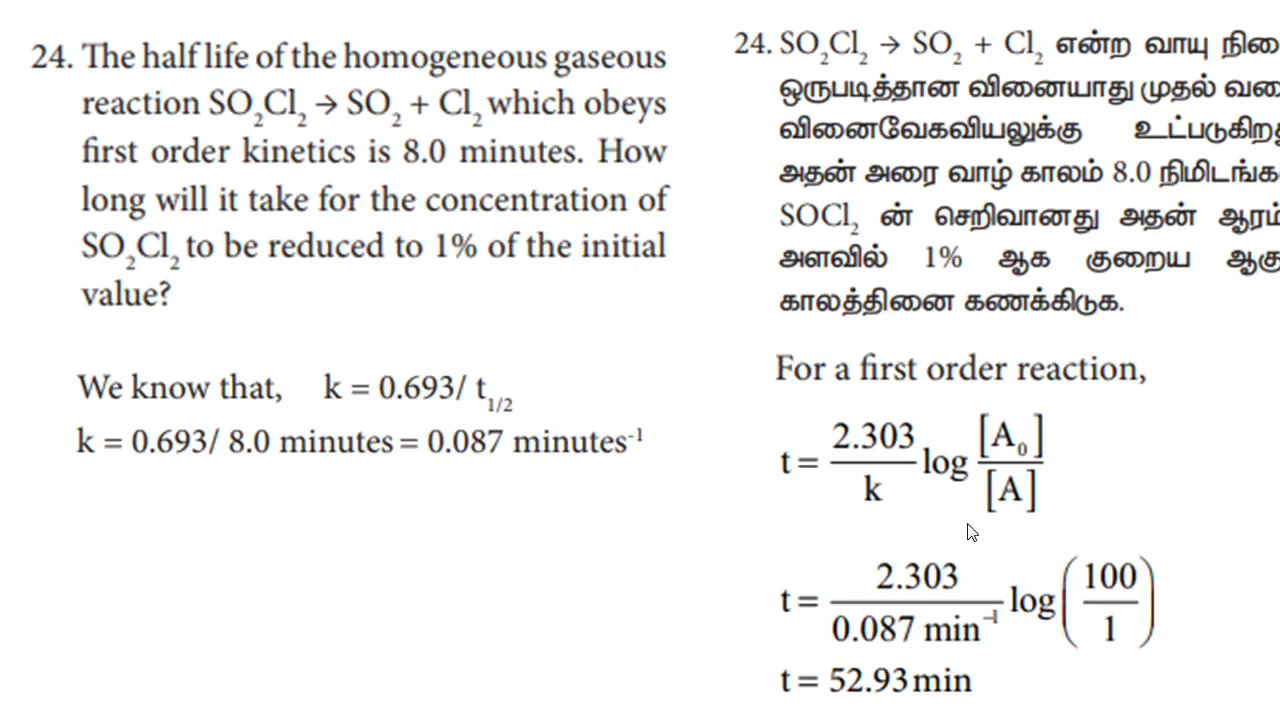 24. The half life of the homogeneous gaseous
reaction SO₂Cl₂ → SO₂ + Cl₂ which obeys
first order kinetics is 8.0 minutes. How
long will it take for the concentration of
SO₂Cl₂ to be reduced to 1% of the initial
value?
We know that, k = 0.693/ t₁/₂
k = 0.693/ 8.0 minutes = 0.087 minutes⁻¹
24. SO₂Cl₂ → SO₂ + Cl₂ என்ற வாயு
ஒருபடித்தான வினையாது முதல்
வினைவேகவியலுக்கு
அதன் அரை வாழ் காலம் 8.0
SOCl₂ ன் செறிவானது அதன்
அளவில் 1% ஆக குறைய
காலத்தினை கணக்கிடுக.
For a first order reaction,
t = 2.303/k log [A₀]/[A]
t = 2.303/0.087 min⁻¹ log (100/1)
t = 52.93 min